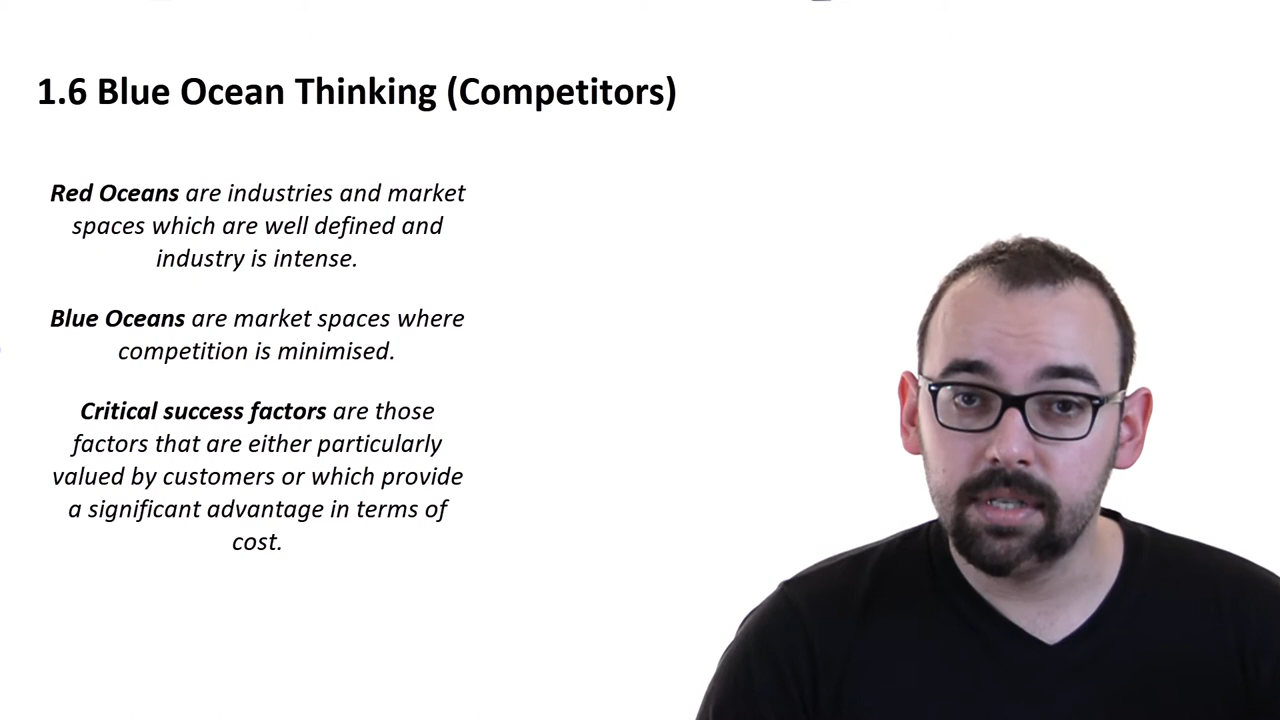 1.6 Blue Ocean Thinking (Competitors)
Red Oceans are industries and market
spaces which are well defined and
industry is intense.
Blue Oceans are market spaces where
competition is minimised.
Critical success factors are those
factors that are either particularly
valued by customers or which provide
a significant advantage in terms of
cost.